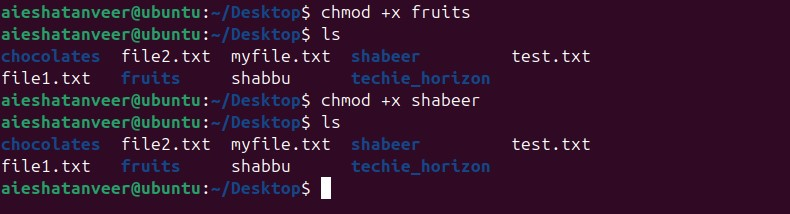 aieshatanveer@ubuntu:~/Desktop$ chmod +x fruits
aieshatanveer@ubuntu:~/Desktop$ ls
chocolates  file2.txt  myfile.txt  shabeer         test.txt
file1.txt   fruits     shabbu      techie_horizon
aieshatanveer@ubuntu:~/Desktop$ chmod +x shabeer
aieshatanveer@ubuntu:~/Desktop$ ls
chocolates  file2.txt  myfile.txt  shabeer         test.txt
file1.txt   fruits     shabbu      techie_horizon
aieshatanveer@ubuntu:~/Desktop$